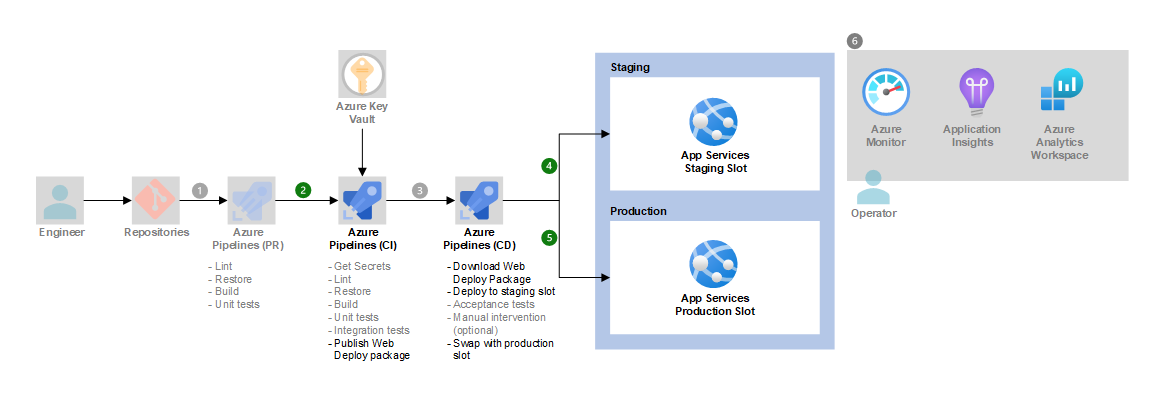 6
Staging
Azure Key
Vault
Azure
Monitor
Application
Insights
Azure
Analytics
Workspace
App Services
Staging Slot
4
1
2
3
Operator
Production
Engineer
Repositories
Azure
Pipelines (PR)
- Lint
- Restore
- Build
- Unit tests
Azure
Pipelines (CI)
- Get Secrets
- Lint
- Restore
- Build
- Unit tests
- Integration tests
- Publish Web
Deploy package
Azure
Pipelines (CD)
- Download Web
Deploy Package
- Deploy to staging slot
- Acceptance tests
- Manual intervention
(optional)
- Swap with production
slot
5
App Services
Production Slot